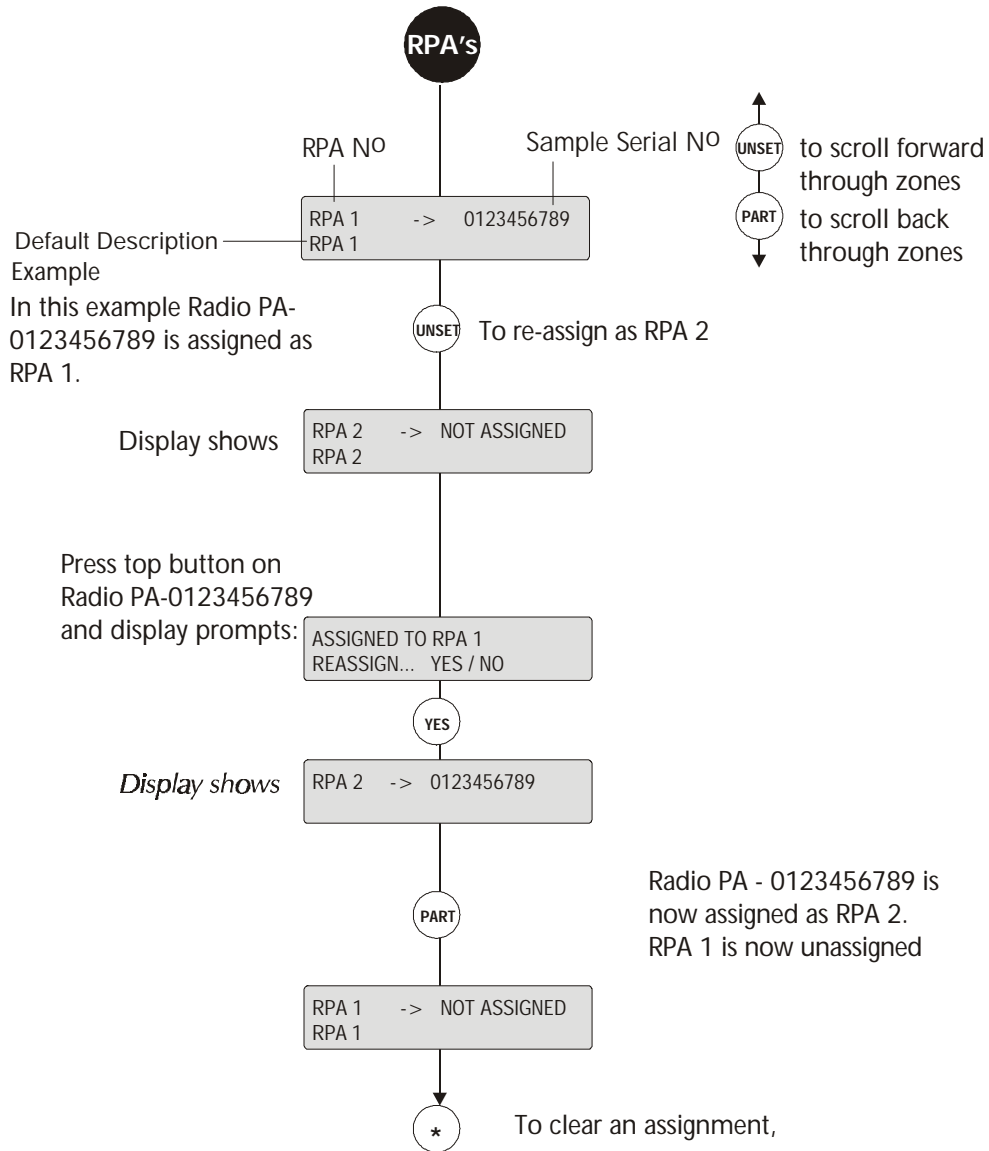 RPA's
RPA Nº
Sample Serial Nº
UNSET to scroll forward
through zones
PART to scroll back
through zones
RPA 1 -> 0123456789
RPA 1
Default Description
Example
In this example Radio PA-
0123456789 is assigned as
RPA 1.
UNSET To re-assign as RPA 2
Display shows
RPA 2 -> NOT ASSIGNED
RPA 2
Press top button on
Radio PA-0123456789
and display prompts:
ASSIGNED TO RPA 1
REASSIGN... YES / NO
YES
Display shows
RPA 2 -> 0123456789
PART
Radio PA - 0123456789 is
now assigned as RPA 2.
RPA 1 is now unassigned
RPA 1 -> NOT ASSIGNED
RPA 1
* To clear an assignment,